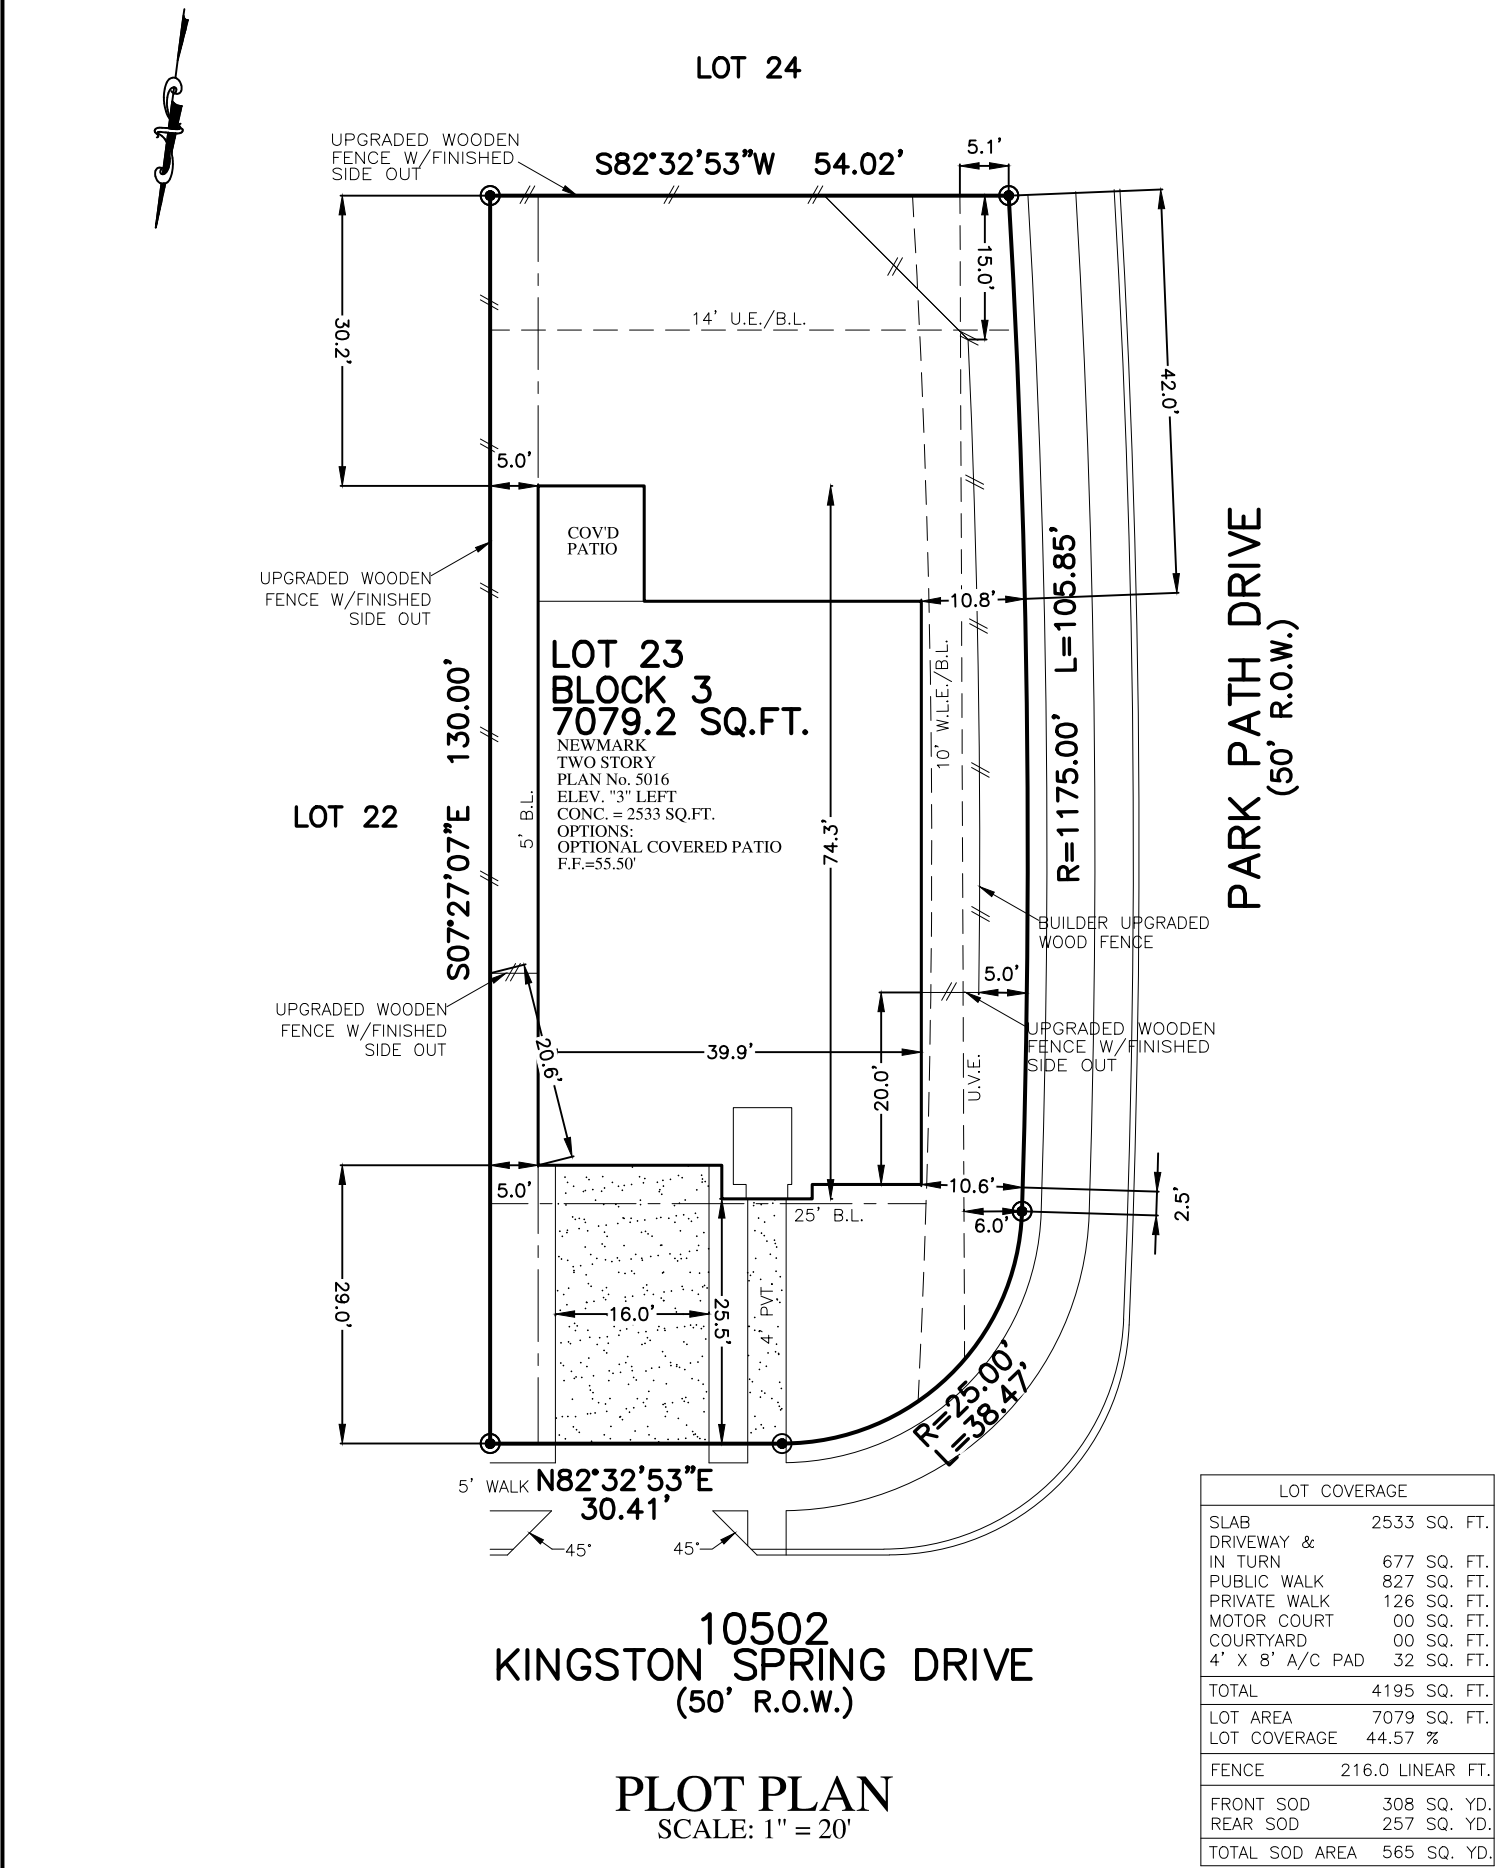 LOT 24
UPGRADED WOODEN
FENCE W/FINISHED
SIDE OUT
S82°32'53"W 54.02'
5.1'
15.0'
30.2'
14' U.E./B.L.
42.0'
5.0'
COV'D
PATIO
UPGRADED WOODEN
FENCE W/FINISHED
SIDE OUT
10.8'
R=1175.00' L=105.85'
PARK PATH DRIVE
(50' R.O.W.)
LOT 23
BLOCK 3
7079.2 SQ.FT.
NEWMARK
TWO STORY
PLAN No. 5016
ELEV. "3" LEFT
CONC. = 2533 SQ.FT.
OPTIONS:
OPTIONAL COVERED PATIO
F.F.=55.50'
10' W.L.E./B.L.
S07°27'07"E 130.00'
LOT 22
5' B.L.
74.3'
BUILDER UPGRADED
WOOD FENCE
5.0'
UPGRADED WOODEN
FENCE W/FINISHED
SIDE OUT
UPGRADED WOODEN
FENCE W/FINISHED
SIDE OUT
20.6'
39.9'
20.0'
U.V.E.
5.0'
10.6'
6.0'
2.5'
25' B.L.
29.0'
16.0'
25.5'
4' PVT.
R=25.00'
L=38.47'
5' WALK
N82°32'53"E
30.41'
45°
45°
10502
KINGSTON SPRING DRIVE
(50' R.O.W.)
PLOT PLAN
SCALE: 1" = 20'
LOT COVERAGE
SLAB 2533 SQ. FT.
DRIVEWAY &
IN TURN 677 SQ. FT.
PUBLIC WALK 827 SQ. FT.
PRIVATE WALK 126 SQ. FT.
MOTOR COURT 00 SQ. FT.
COURTYARD 00 SQ. FT.
4' X 8' A/C PAD 32 SQ. FT.
TOTAL 4195 SQ. FT.
LOT AREA 7079 SQ. FT.
LOT COVERAGE 44.57 %
FENCE 216.0 LINEAR FT.
FRONT SOD 308 SQ. YD.
REAR SOD 257 SQ. YD.
TOTAL SOD AREA 565 SQ. YD.